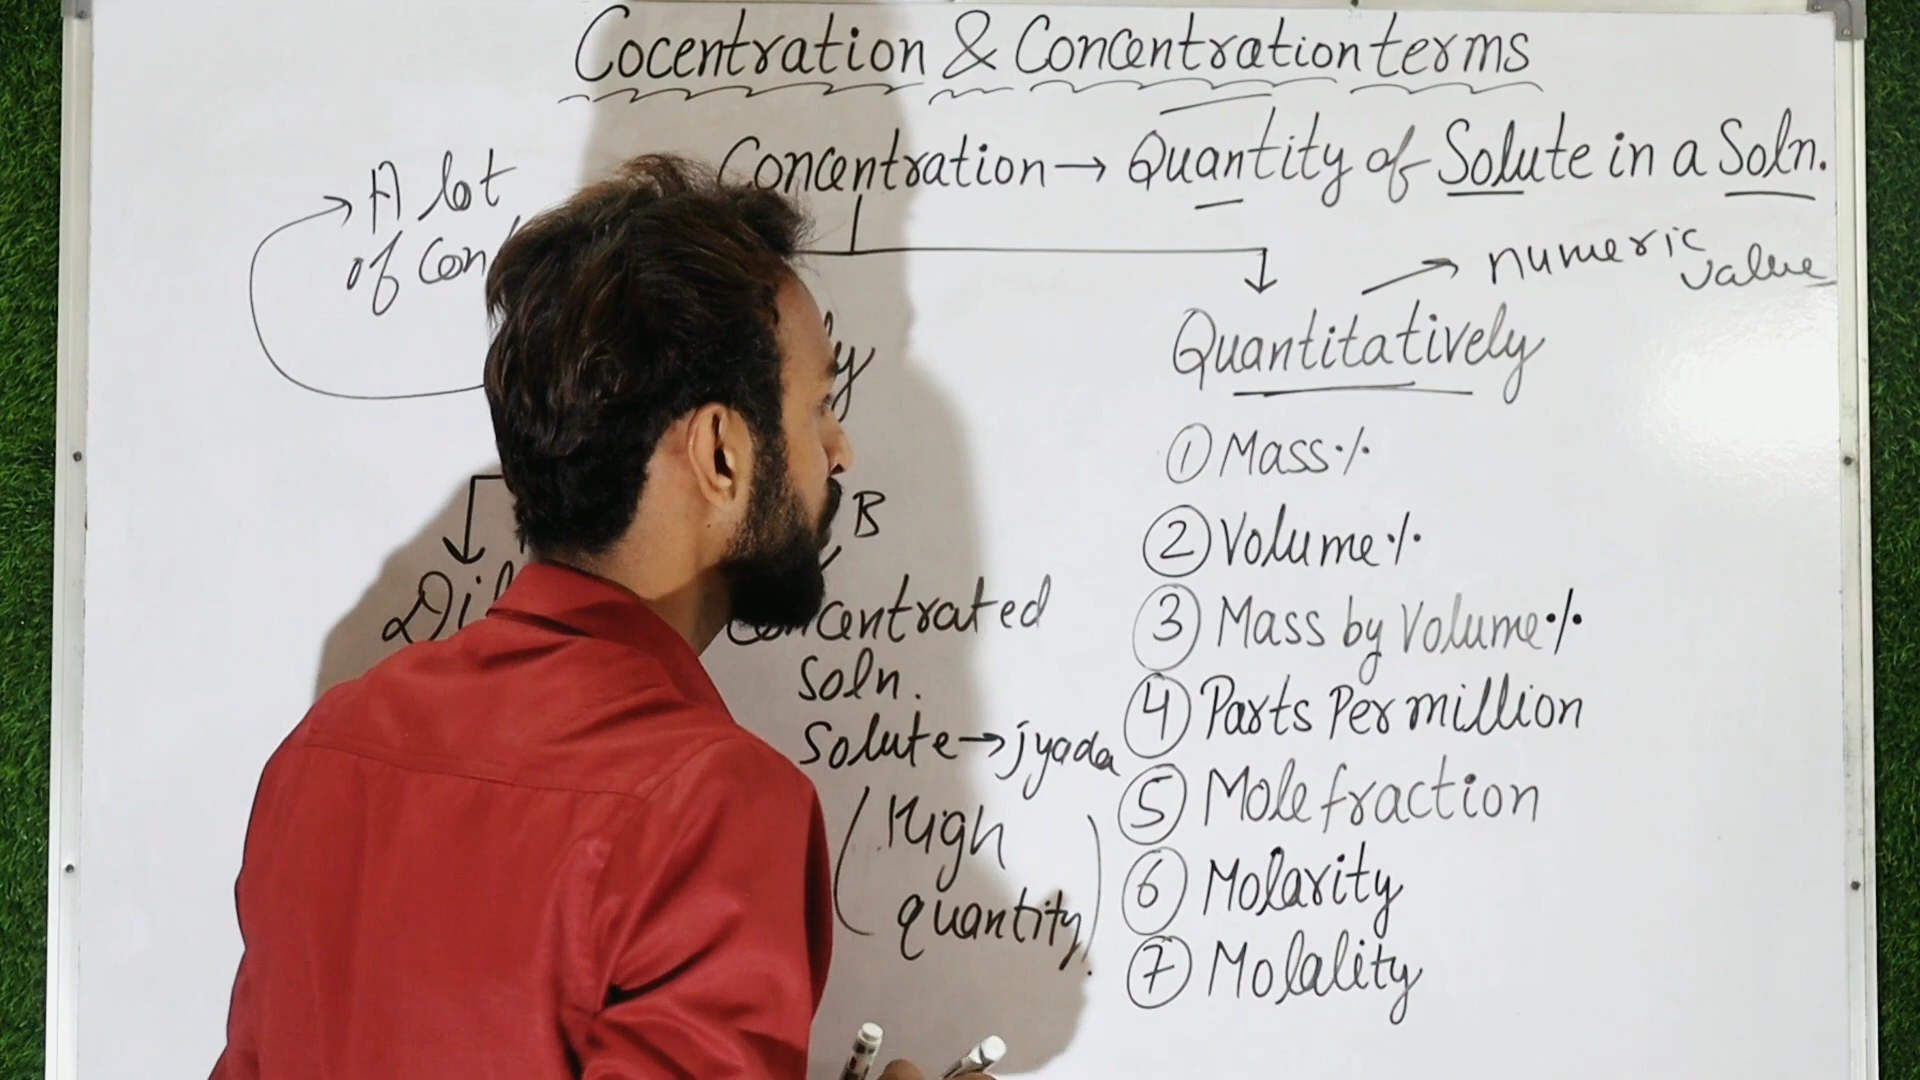 Cocentration & Concentration terms
Concentration → Quantity of Solute in a Soln.
→ A lot
of Con
→ numeric value
Quantitatively
① Mass %
② Volume %
③ Mass by Volume %
④ Parts Per million
⑤ Mole fraction
⑥ Molarity
⑦ Molality
B
Dil
Concentrated
Soln.
Solute → jyada
(High
quantity)